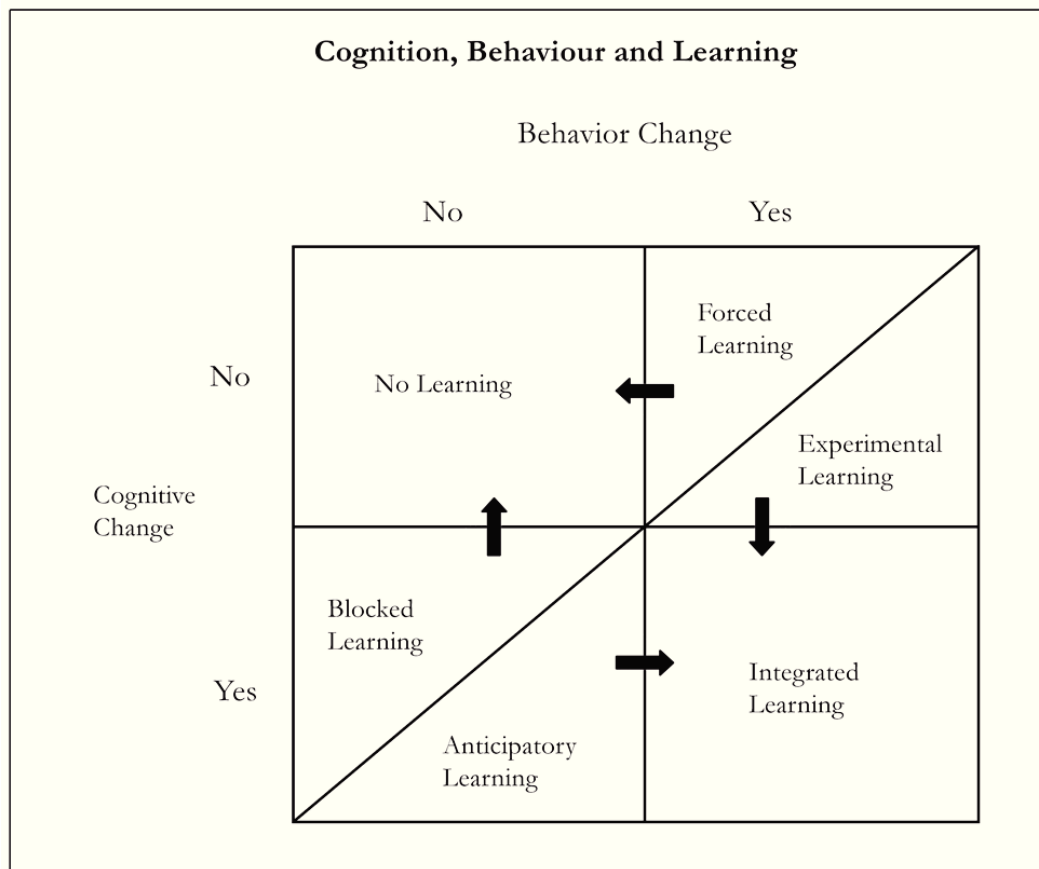 Cognition, Behaviour and Learning
Behavior Change
No
Yes
Forced
Learning
No
No Learning
Experimental
Learning
Cognitive
Change
Blocked
Learning
Integrated
Learning
Yes
Anticipatory
Learning